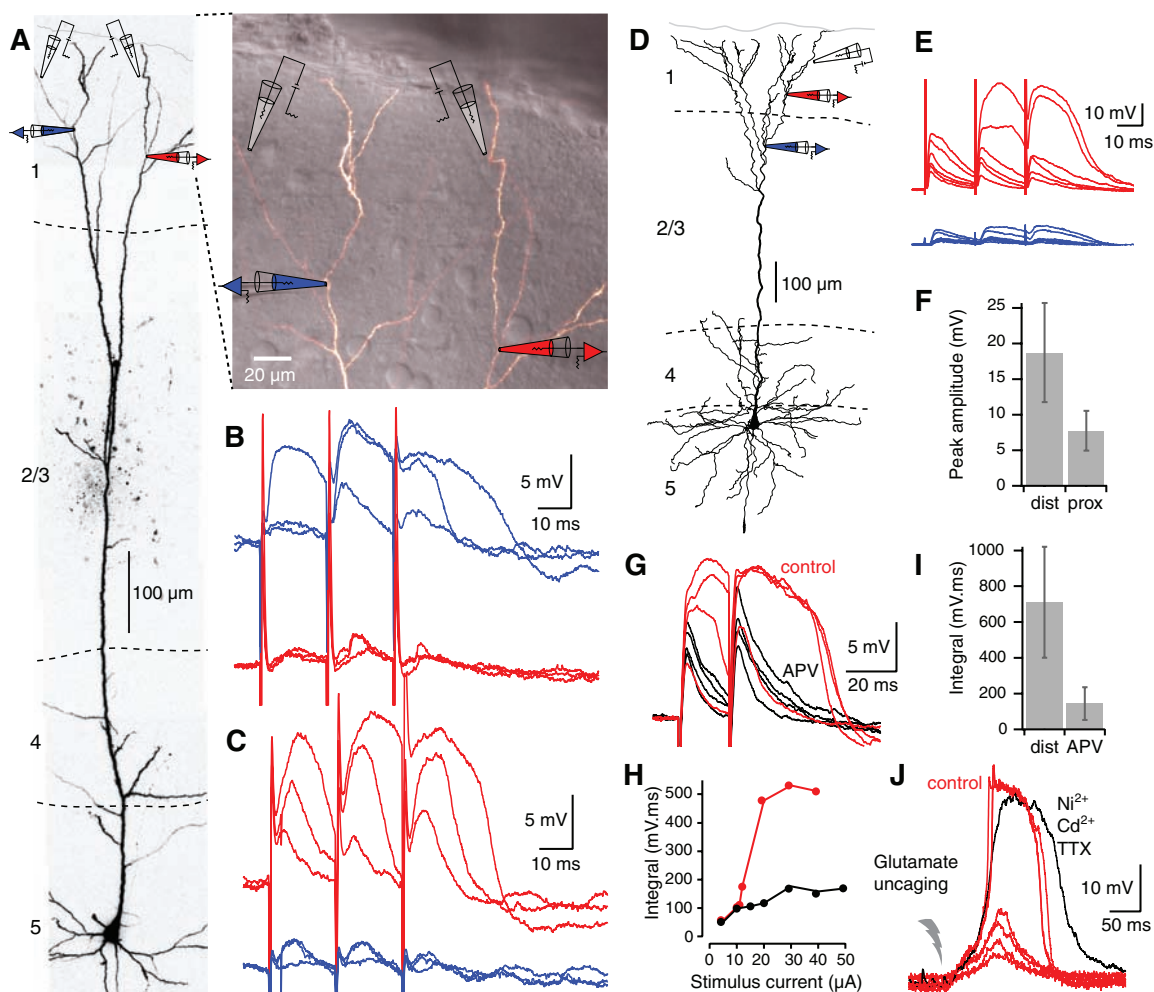 A
1
2/3
100 µm
4
5
20 µm
B
5 mV
10 ms
C
5 mV
10 ms
D
1
2/3
100 µm
4
5
E
10 mV
10 ms
F
Peak amplitude (mV)
25
20
15
10
5
0
dist prox
G
control
APV
5 mV
20 ms
H
Integral (mV.ms)
500
400
300
200
100
0
0 10 20 30 40 50
Stimulus current (µA)
I
Integral (mV.ms)
1000
800
600
400
200
0
dist APV
J
control
Ni2+
Cd2+
TTX
Glutamate
uncaging
10 mV
50 ms